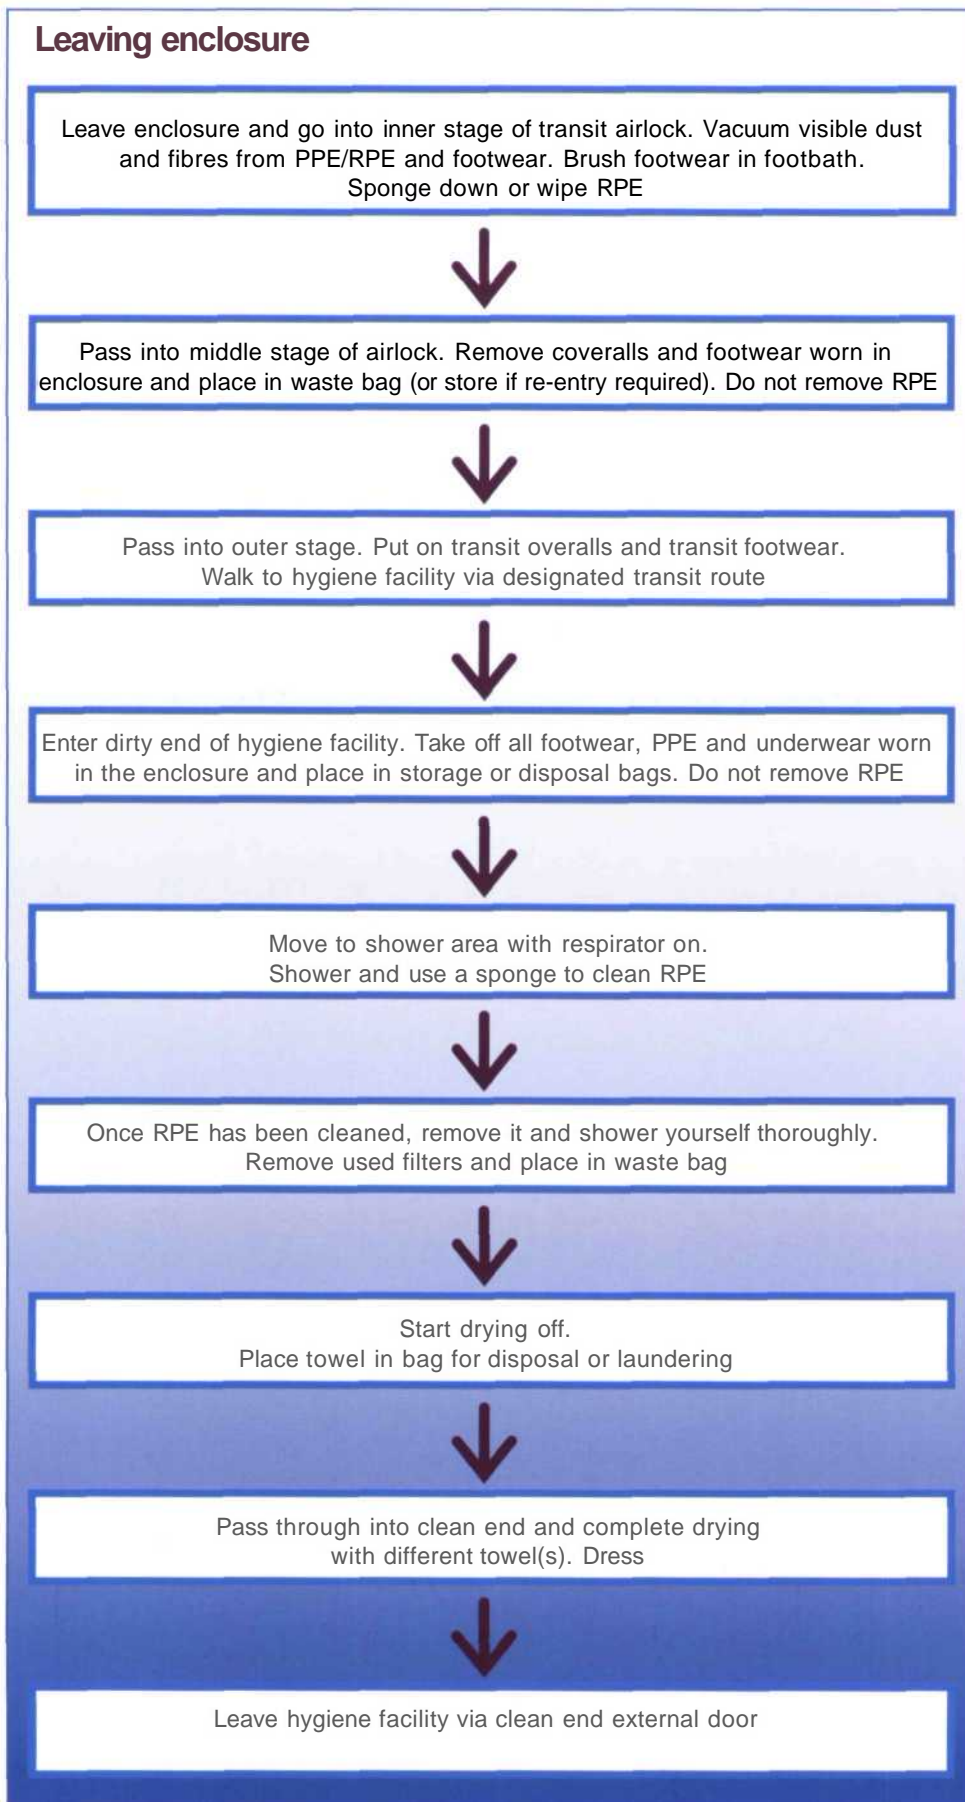 Leaving enclosure
Leave enclosure and go into inner stage of transit airlock. Vacuum visible dust
and fibres from PPE/RPE and footwear. Brush footwear in footbath.
Sponge down or wipe RPE
Pass into middle stage of airlock. Remove coveralls and footwear worn in
enclosure and place in waste bag (or store if re-entry required). Do not remove RPE
Pass into outer stage. Put on transit overalls and transit footwear.
Walk to hygiene facility via designated transit route
Enter dirty end of hygiene facility. Take off all footwear, PPE and underwear worn
in the enclosure and place in storage or disposal bags. Do not remove RPE
Move to shower area with respirator on.
Shower and use a sponge to clean RPE
Once RPE has been cleaned, remove it and shower yourself thoroughly.
Remove used filters and place in waste bag
Start drying off.
Place towel in bag for disposal or laundering
Pass through into clean end and complete drying
with different towel(s). Dress
Leave hygiene facility via clean end external door